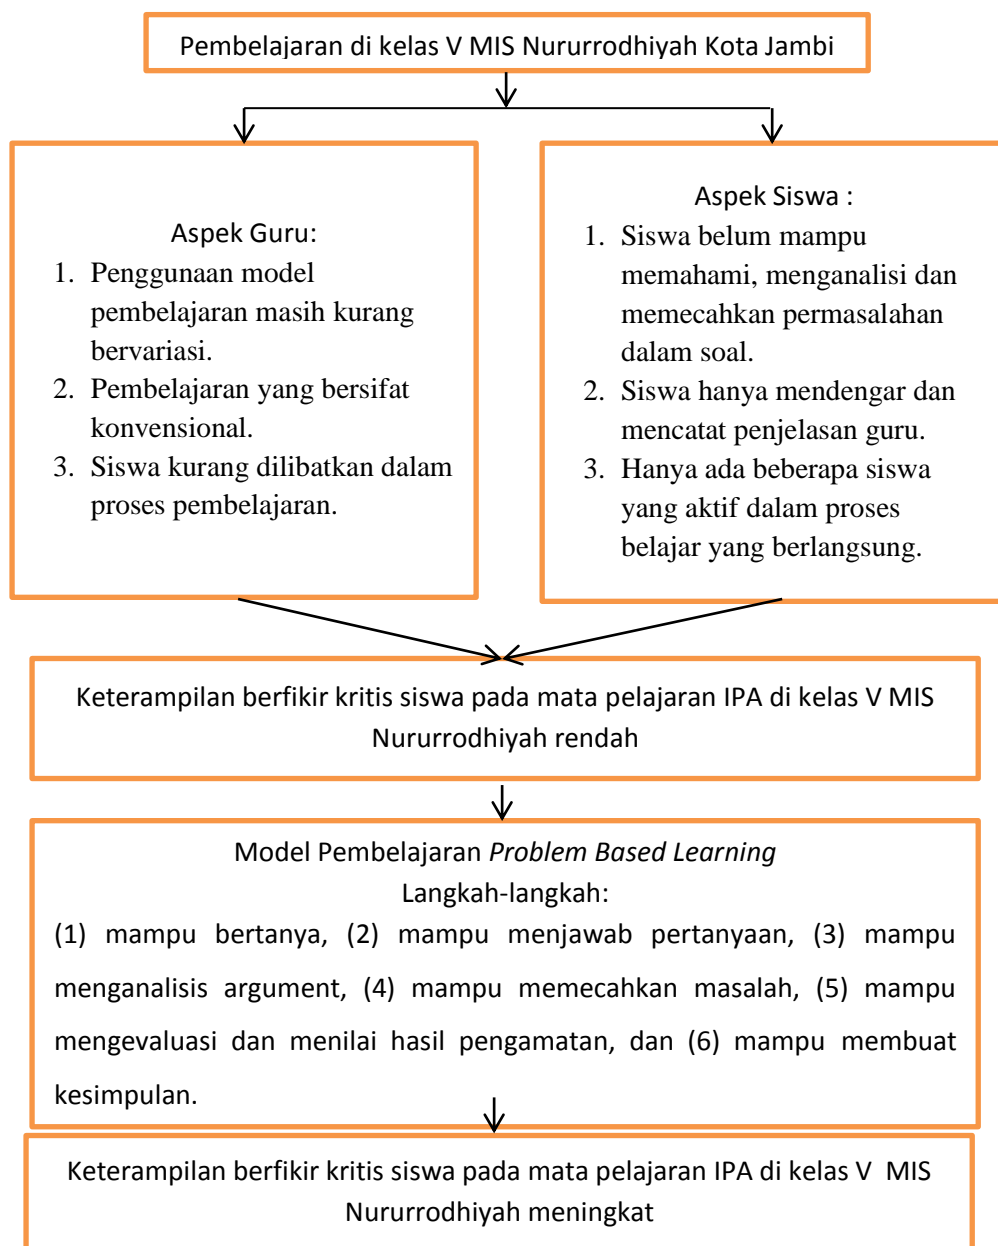 Pembelajaran di kelas V MIS Nururrodhiyah Kota Jambi
Aspek Guru:
1. Penggunaan model
pembelajaran masih kurang
bervariasi.
2. Pembelajaran yang bersifat
konvensional.
3. Siswa kurang dilibatkan dalam
proses pembelajaran.
Aspek Siswa :
1. Siswa belum mampu
memahami, menganalisi dan
memecahkan permasalahan
dalam soal.
2. Siswa hanya mendengar dan
mencatat penjelasan guru.
3. Hanya ada beberapa siswa
yang aktif dalam proses
belajar yang berlangsung.
Keterampilan berfikir kritis siswa pada mata pelajaran IPA di kelas V MIS
Nururrodhiyah rendah
Model Pembelajaran Problem Based Learning
Langkah-langkah:
(1) mampu bertanya, (2) mampu menjawab pertanyaan, (3) mampu
menganalisis argument, (4) mampu memecahkan masalah, (5) mampu
mengevaluasi dan menilai hasil pengamatan, dan (6) mampu membuat
kesimpulan.
Keterampilan berfikir kritis siswa pada mata pelajaran IPA di kelas V MIS
Nururrodhiyah meningkat